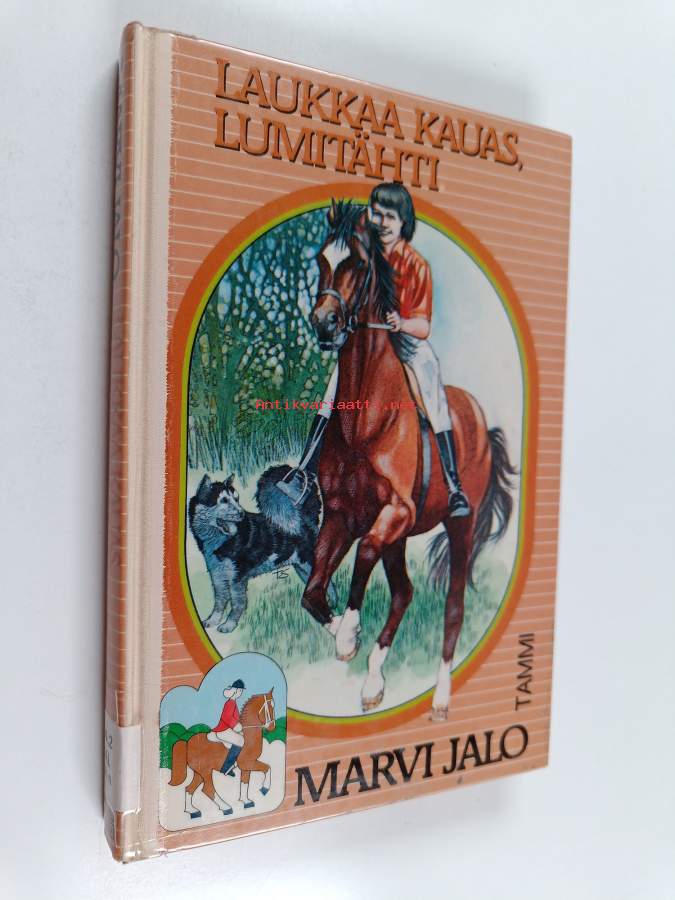 LAUKKAA KAUAS,
LUMITÄHTI
Antikvariaatti.net
TAMMI
MARVI JALO